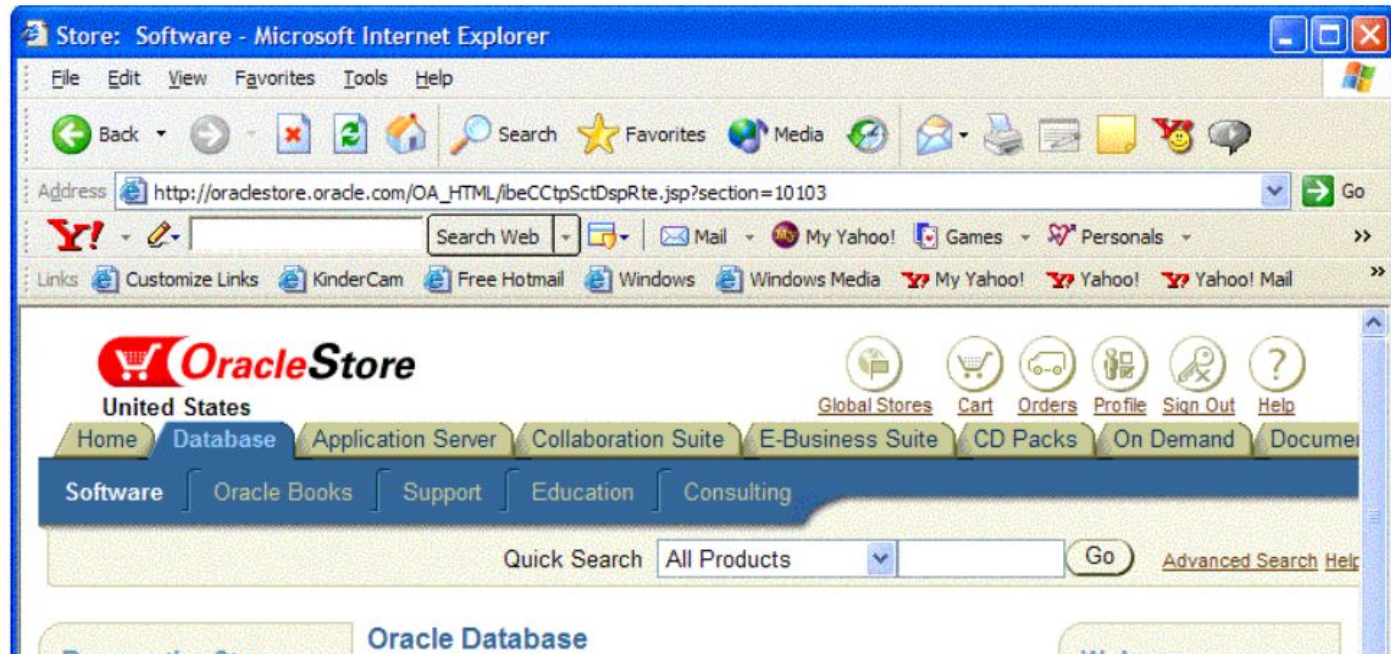 Store: Software - Microsoft Internet Explorer
File Edit View Favorites Tools Help
Back Search Favorites Media
Address http://oraclestore.oracle.com/OA_HTML/ibeCCtpSctDspRte.jsp?section=10103 Go
Y! Search Web Mail My Yahoo! Games Personals »
Links Customize Links KinderCam Free Hotmail Windows Windows Media My Yahoo! Yahoo! Yahoo! Mail »
OracleStore
United States
Global Stores Cart Orders Profile Sign Out Help
Home Database Application Server Collaboration Suite E-Business Suite CD Packs On Demand Documen
Software Oracle Books Support Education Consulting
Quick Search All Products Go Advanced Search Help
Oracle Database